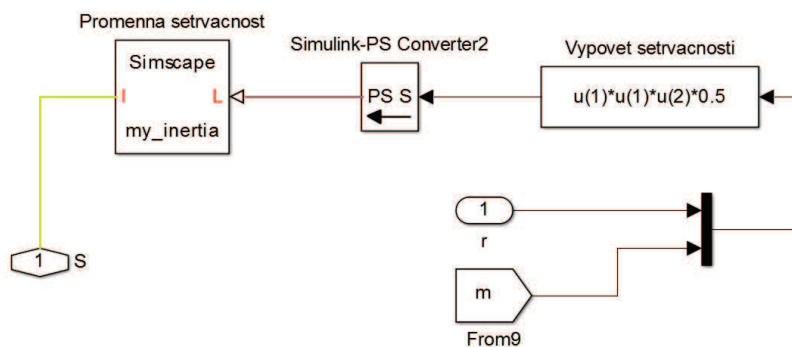 Promenna setrvacnost
Simscape
I L
my_inertia
Simulink-PS Converter2
PS S
Vypovet setrvacnosti
u(1)*u(1)*u(2)*0.5
1
r
m
From9
1 S